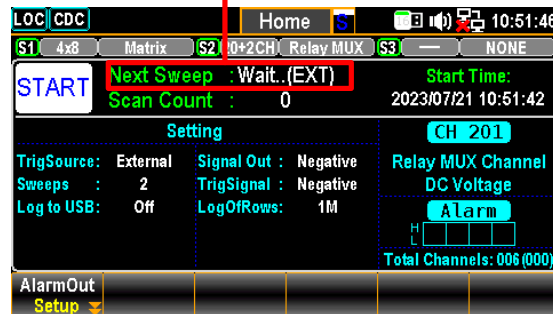 LOC CDC Home S 10:51:46
S1 4x8 Matrix S2 20+2CH Relay MUX S3 — NONE
START
Next Sweep : Wait..(EXT)
Scan Count : 0
Start Time:
2023/07/21 10:51:42
Setting
TrigSource: External Signal Out : Negative
Sweeps : 2 TrigSignal : Negative
Log to USB: Off LogOfRows: 1M
CH 201
Relay MUX Channel
DC Voltage
Alarm
H
L
Total Channels: 006(000)
AlarmOut
Setup